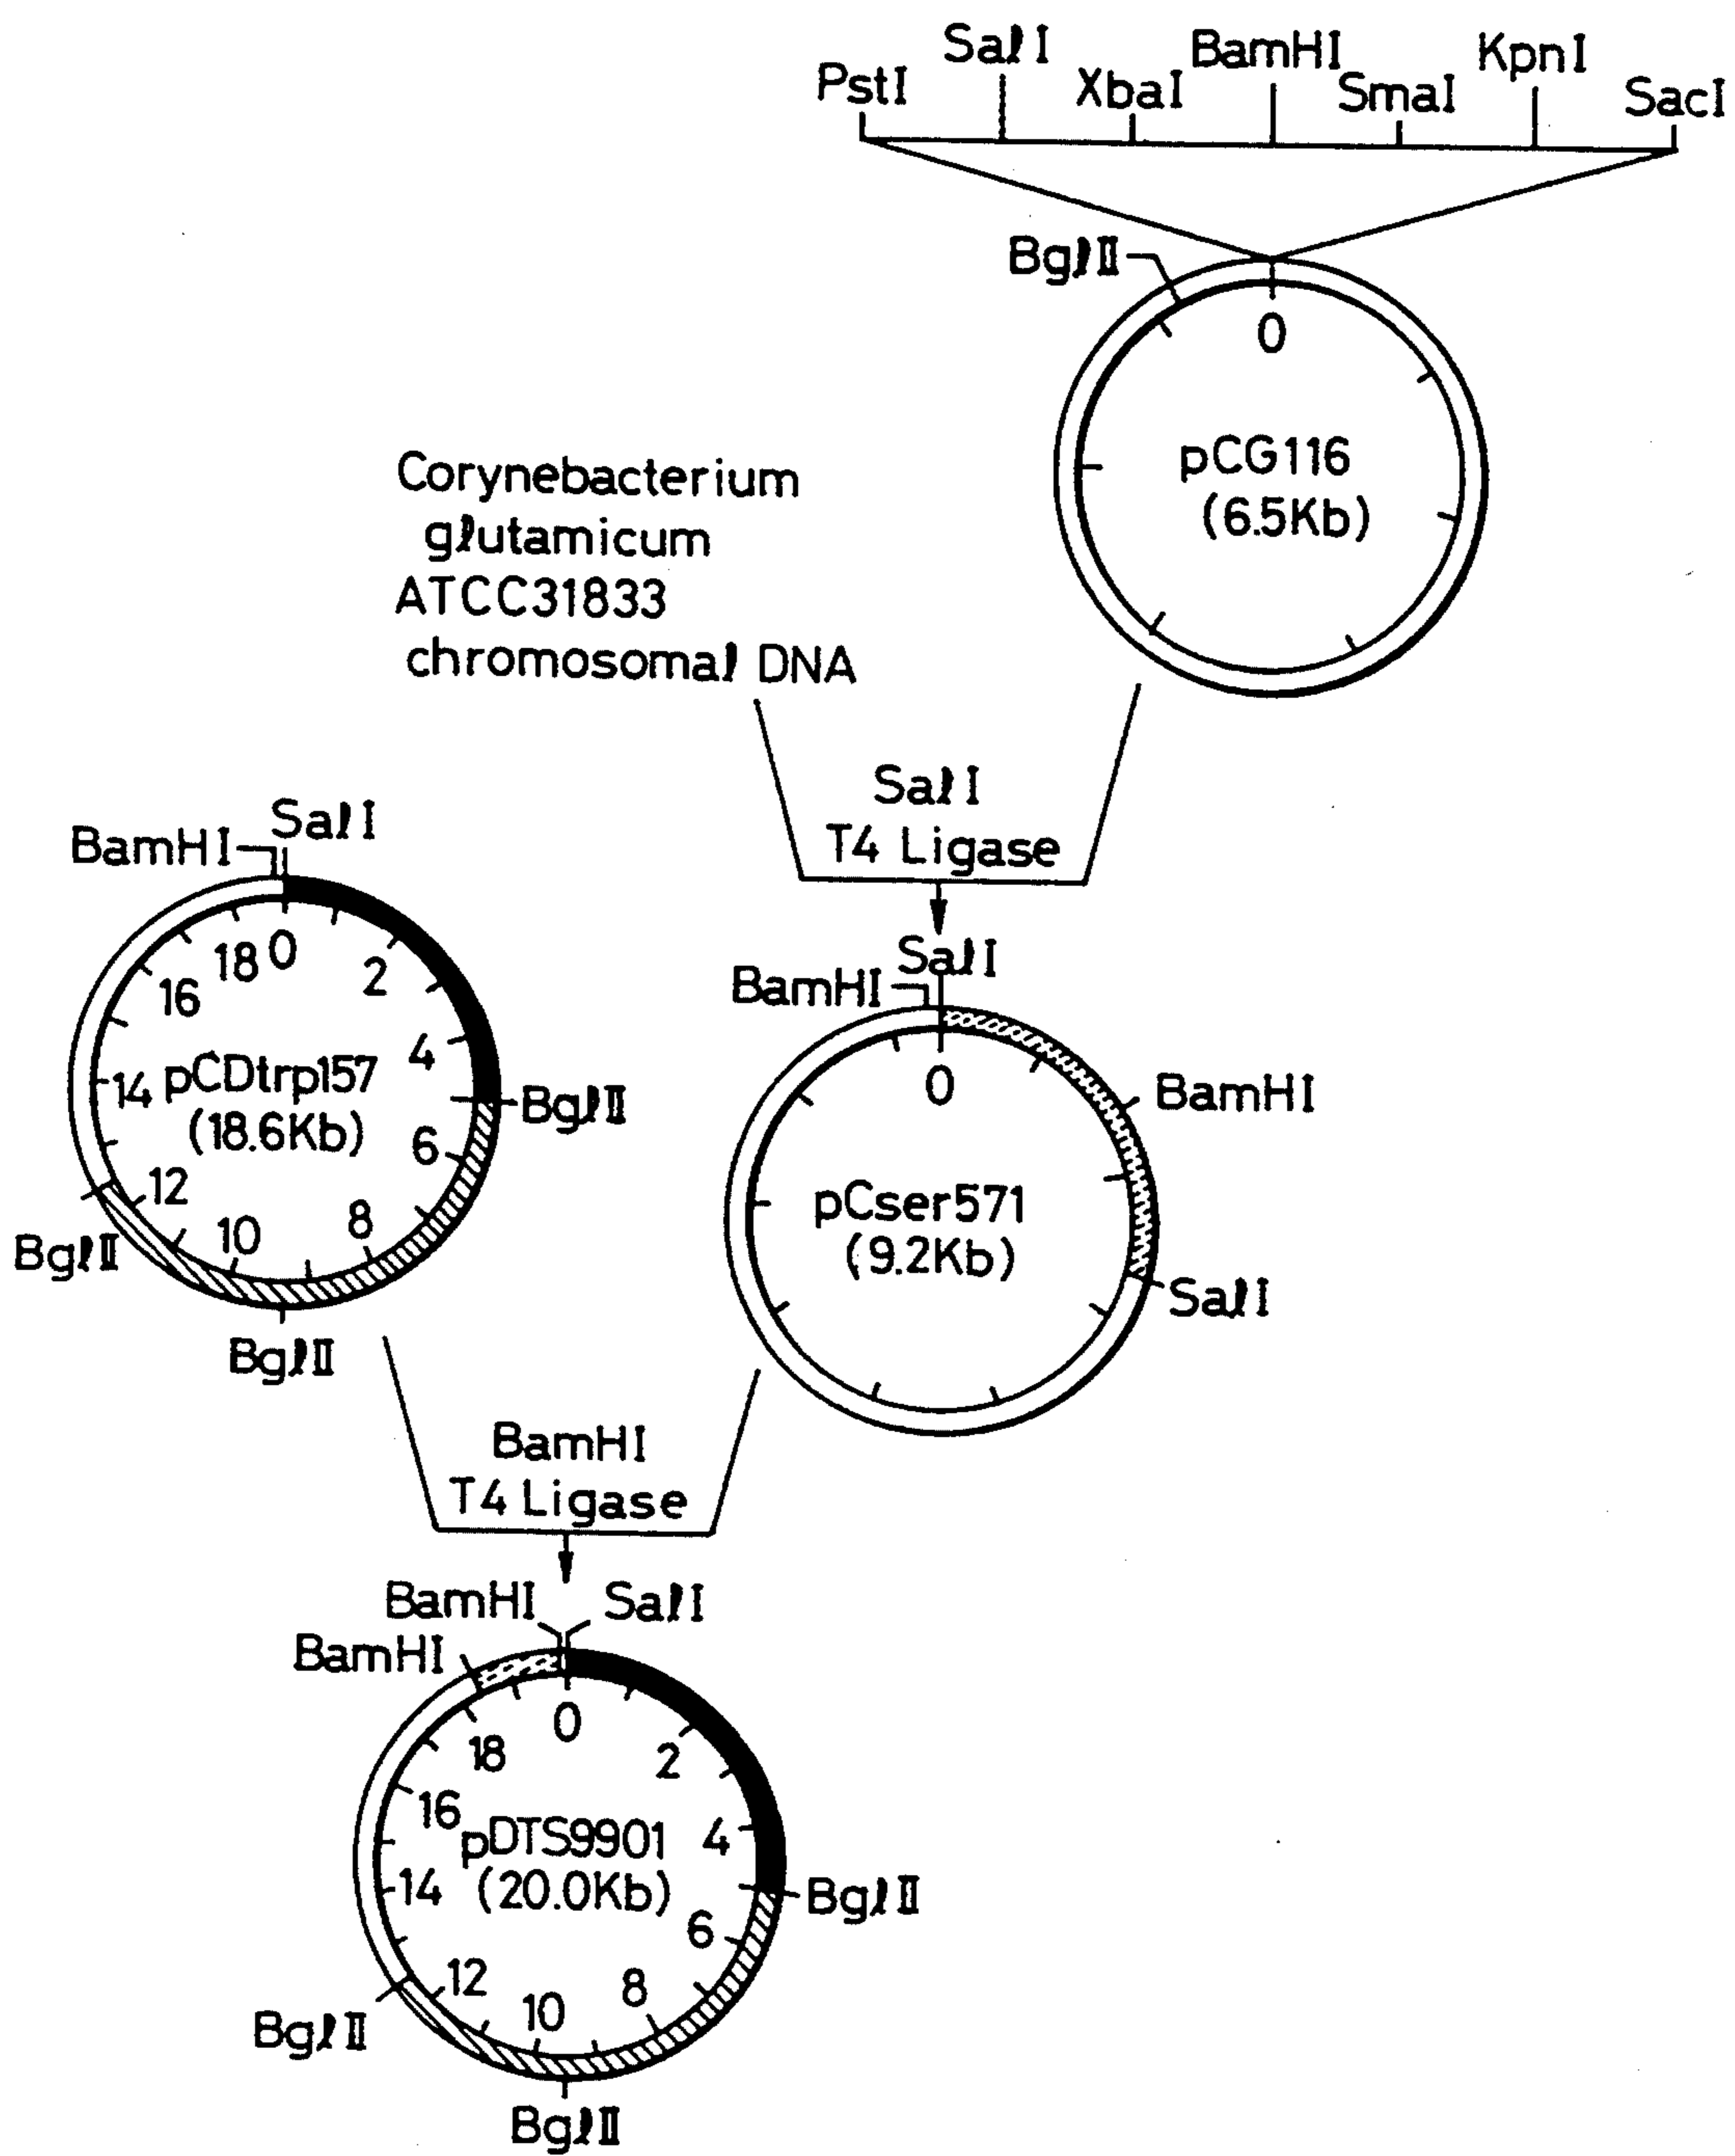 PstI
SalI
XbaI
BamHI
SmaI
KpnI
SacI
BglII
0
pCG116
(6.5Kb)
Corynebacterium
glutamicum
ATCC31833
chromosomal DNA
SalI
T4 Ligase
BamHI
SalI
0
2
4
6
8
10
12
14
16
18
pCDtrp157
(18.6Kb)
BglII
BglII
BglII
SalI
BamHI
0
BamHI
pCser571
(9.2Kb)
SalI
BamHI
T4 Ligase
BamHI
SalI
BamHI
0
2
4
6
8
10
12
14
16
18
pDTS9901
(20.0Kb)
BglII
BglII
BglII